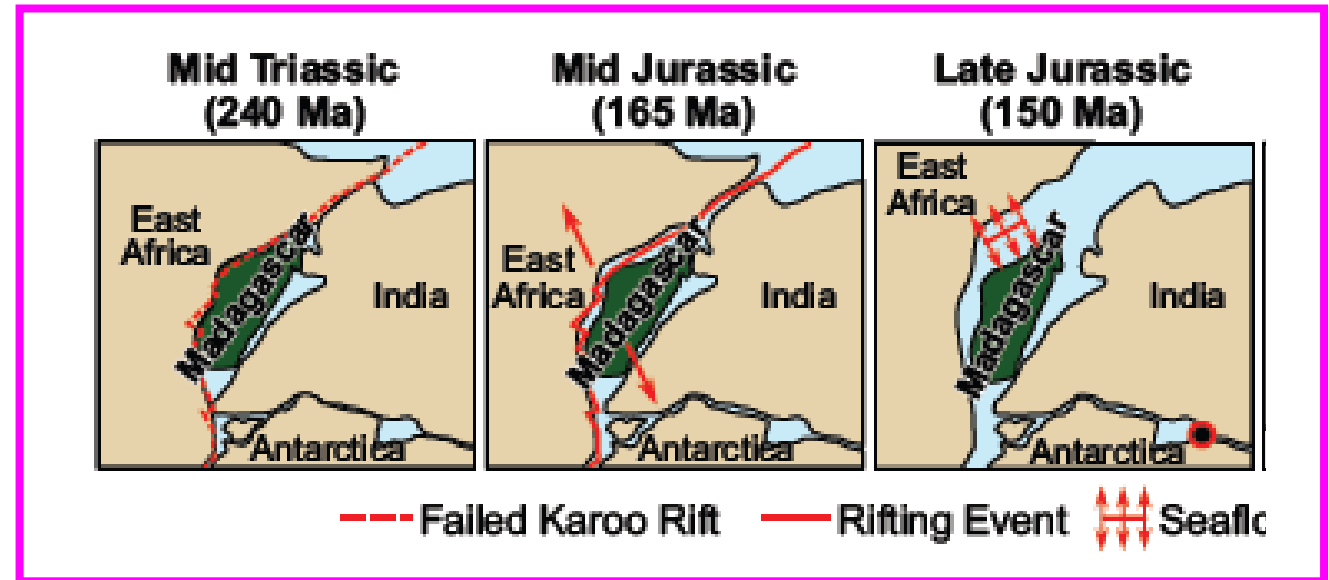 Mid Triassic
(240 Ma)
Mid Jurassic
(165 Ma)
Late Jurassic
(150 Ma)
East
Africa
Madagascar
India
Antarctica
East
Africa
Madagascar
India
Antarctica
East
Africa
Madagascar
India
Antarctica
Failed Karoo Rift
Rifting Event